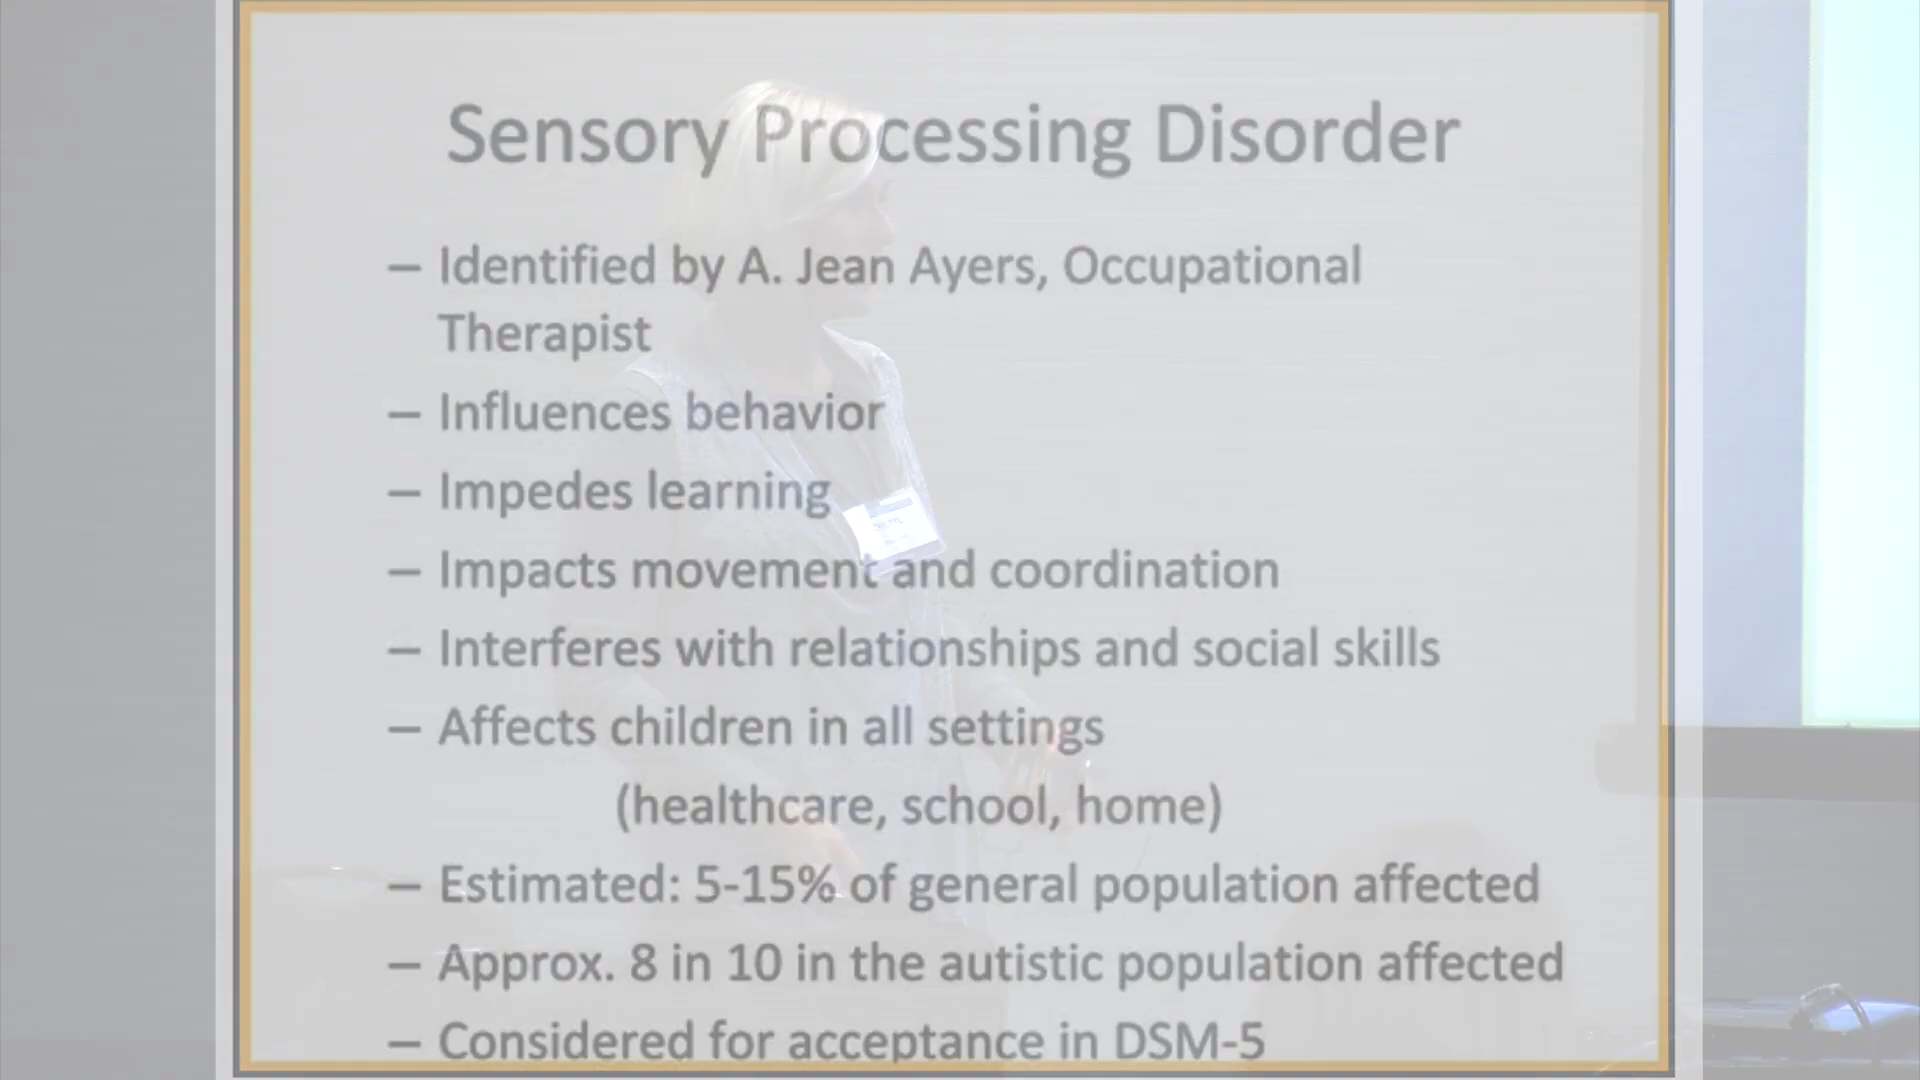 Sensory Processing Disorder
– Identified by A. Jean Ayers, Occupational
Therapist
– Influences behavior
– Impedes learning
– Impacts movement and coordination
– Interferes with relationships and social skills
– Affects children in all settings
(healthcare, school, home)
– Estimated: 5-15% of general population affected
– Approx. 8 in 10 in the autistic population affected
– Considered for acceptance in DSM-5